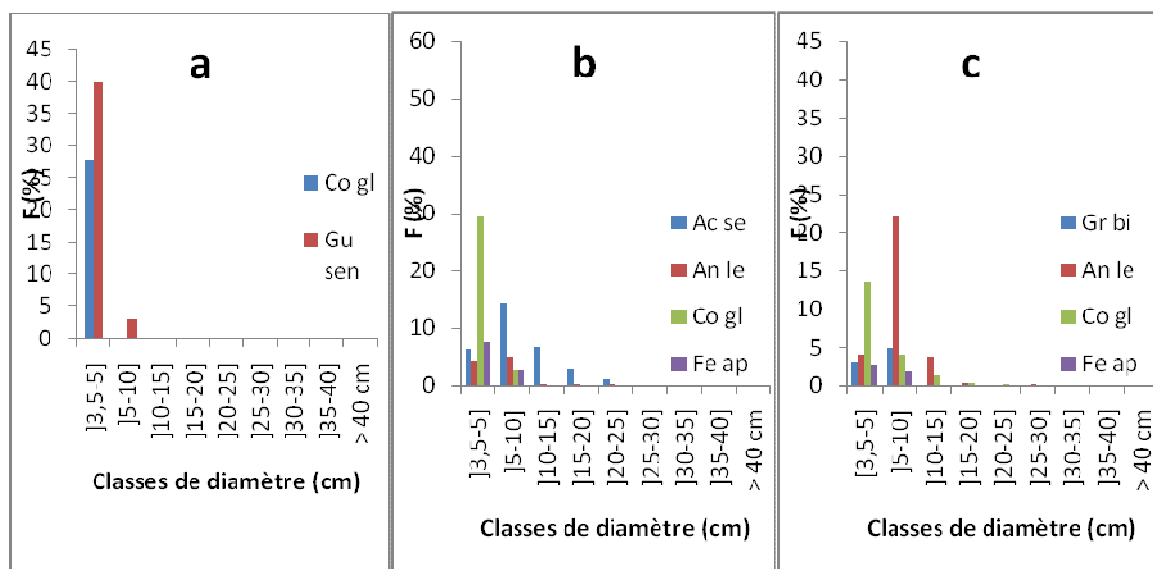 a
45
40
35
30
25
20
15
10
5
0
F (%)
Co gl
Gu
sen
]3,5-5]
]5-10]
]10-15]
]15-20]
]20-25]
]25-30]
]30-35]
]35-40]
> 40 cm
Classes de diamètre (cm)
b
60
50
40
30
20
10
0
F (%)
Ac se
An le
Co gl
Fe ap
]3,5-5]
]5-10]
]10-15]
]15-20]
]20-25]
]25-30]
]30-35]
]35-40]
> 40 cm
Classes de diamètre (cm)
c
45
40
35
30
25
20
15
10
5
0
F (%)
Gr bi
An le
Co gl
Fe ap
]3,5-5]
]5-10]
]10-15]
]15-20]
]20-25]
]25-30]
]30-35]
]35-40]
> 40 cm
Classes de diamètre (cm)